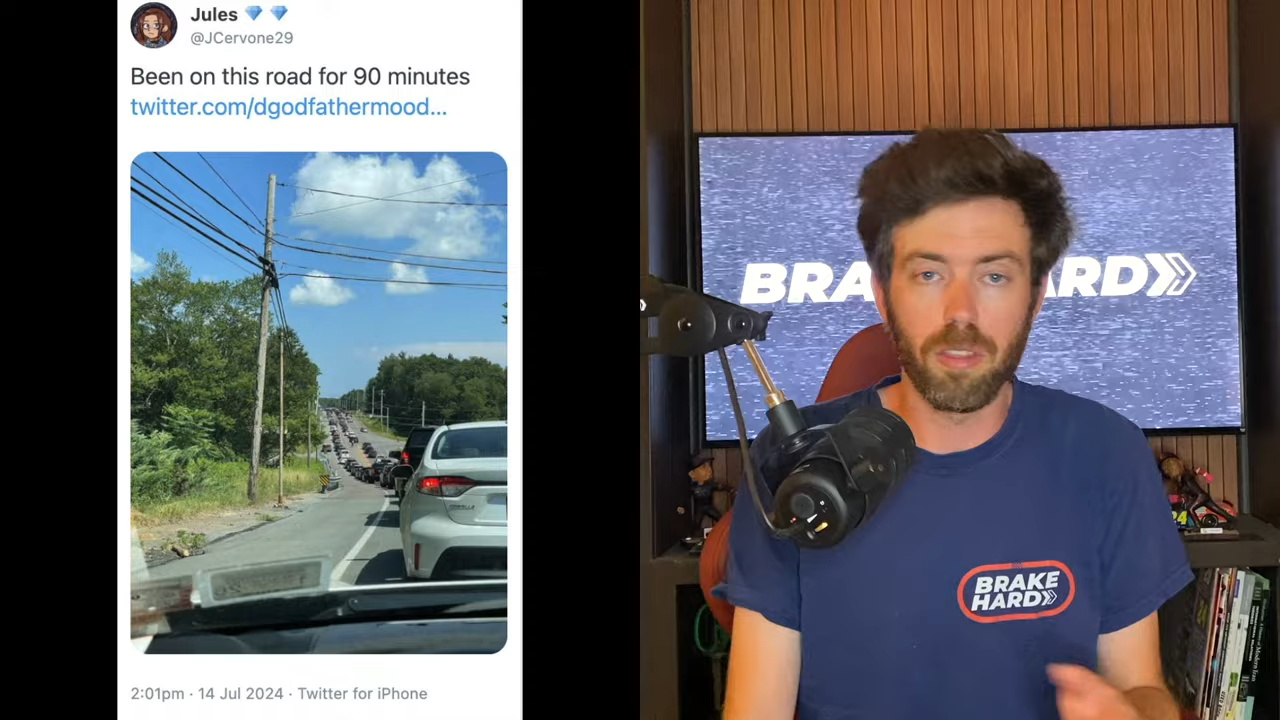 Jules 💎 💎
@JCervone29
Been on this road for 90 minutes
twitter.com/dgodfathermood...
2:01pm · 14 Jul 2024 · Twitter for iPhone
BRA
ARD
BRAKE
HARD
24